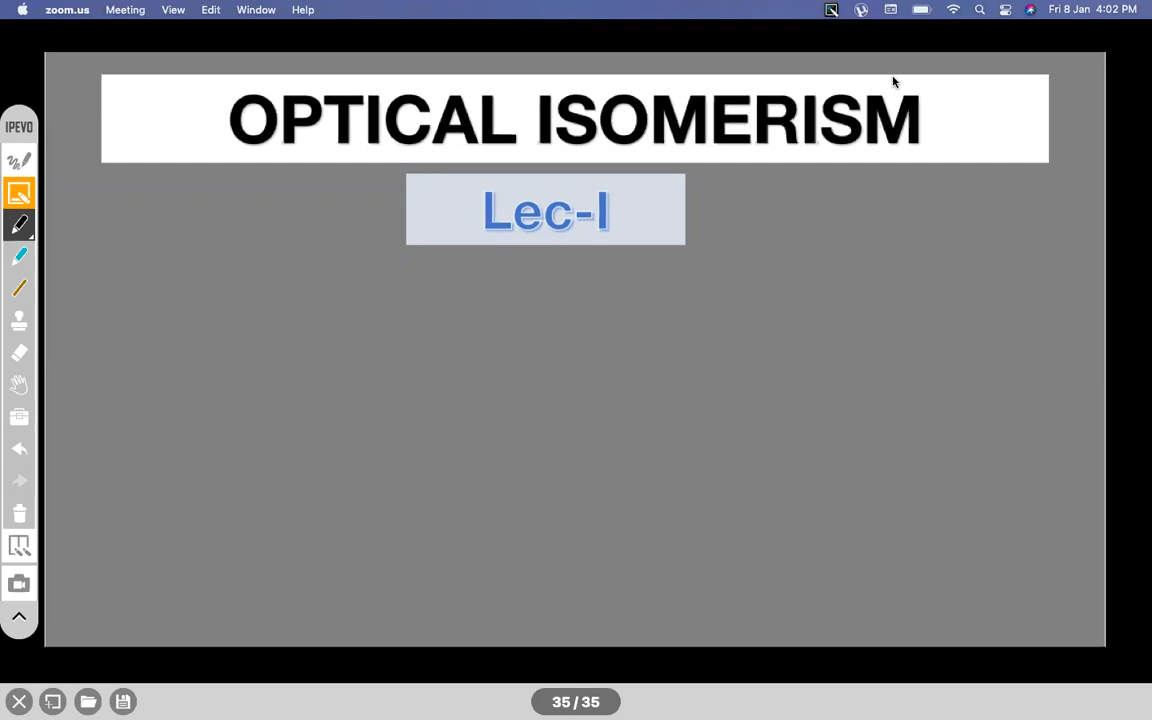 zoom.us Meeting View Edit Window Help Fri 8 Jan 4:02 PM
OPTICAL ISOMERISM
IPEVO
Lec-I
35 / 35